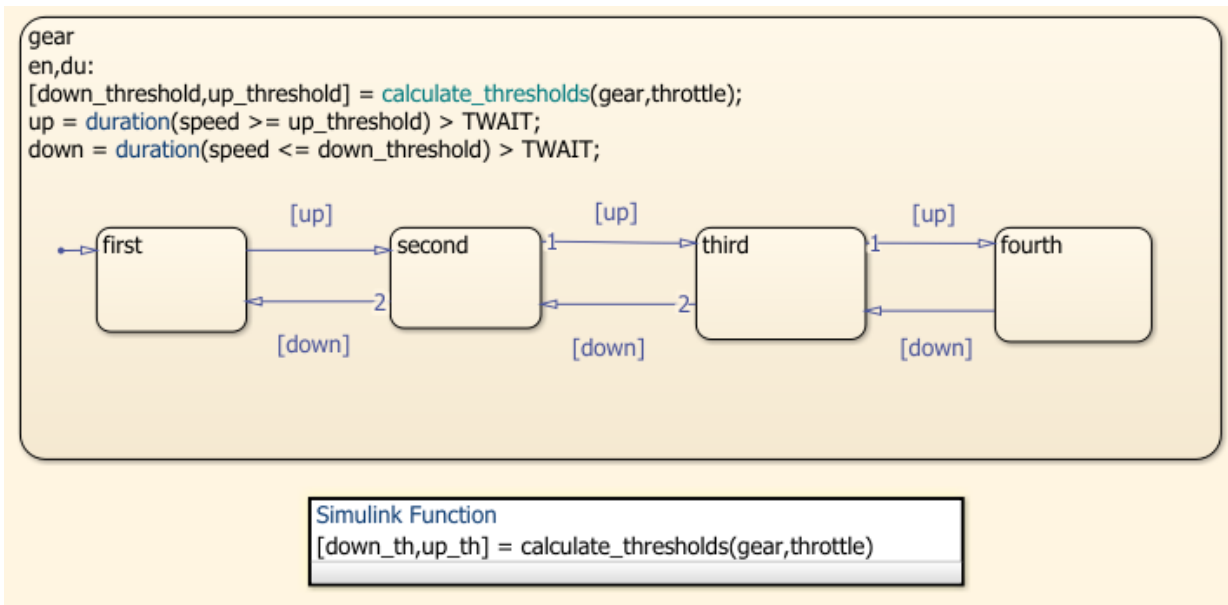 gear
en,du:
[down_threshold,up_threshold] = calculate_thresholds(gear,throttle);
up = duration(speed >= up_threshold) > TWAIT;
down = duration(speed <= down_threshold) > TWAIT;
[up]
[up]
[up]
first
second
1
third
1
fourth
2
2
[down]
[down]
[down]
Simulink Function
[down_th,up_th] = calculate_thresholds(gear,throttle)